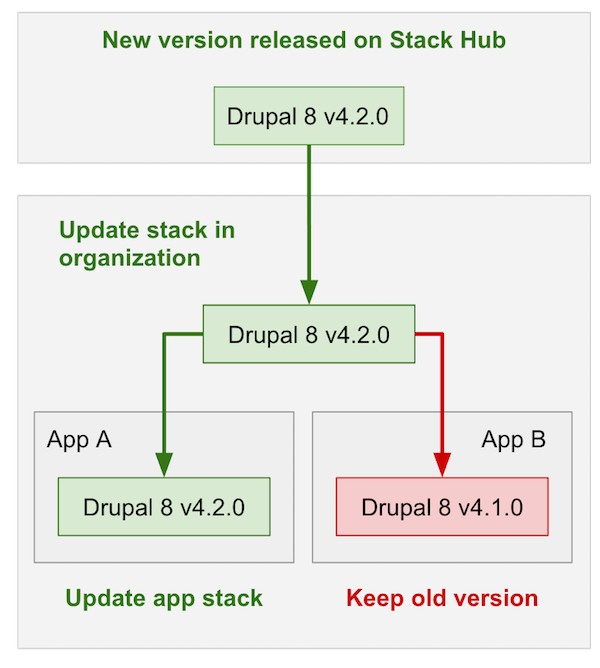 New version released on Stack Hub
Drupal 8 v4.2.0
Update stack in
organization
Drupal 8 v4.2.0
App A
App B
Drupal 8 v4.2.0
Drupal 8 v4.1.0
Update app stack
Keep old version